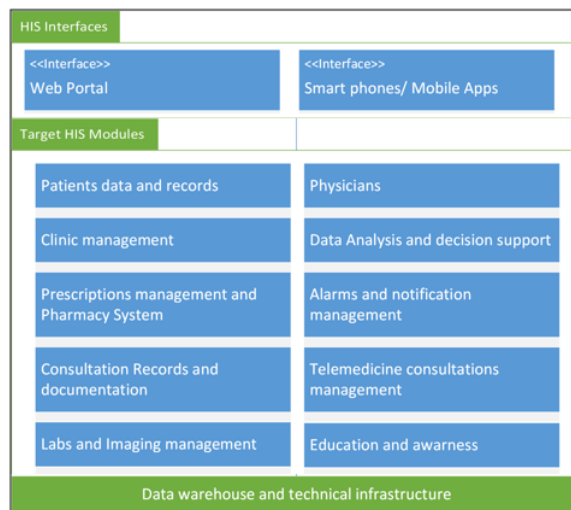 HIS Interfaces
<<Interface>>
Web Portal
<<Interface>>
Smart phones/ Mobile Apps
Target HIS Modules
Patients data and records
Physicians
Clinic management
Data Analysis and decision support
Prescriptions management and
Pharmacy System
Alarms and notification
management
Consultation Records and
documentation
Telemedicine consultations
management
Labs and Imaging management
Education and awarness
Data warehouse and technical infrastructure